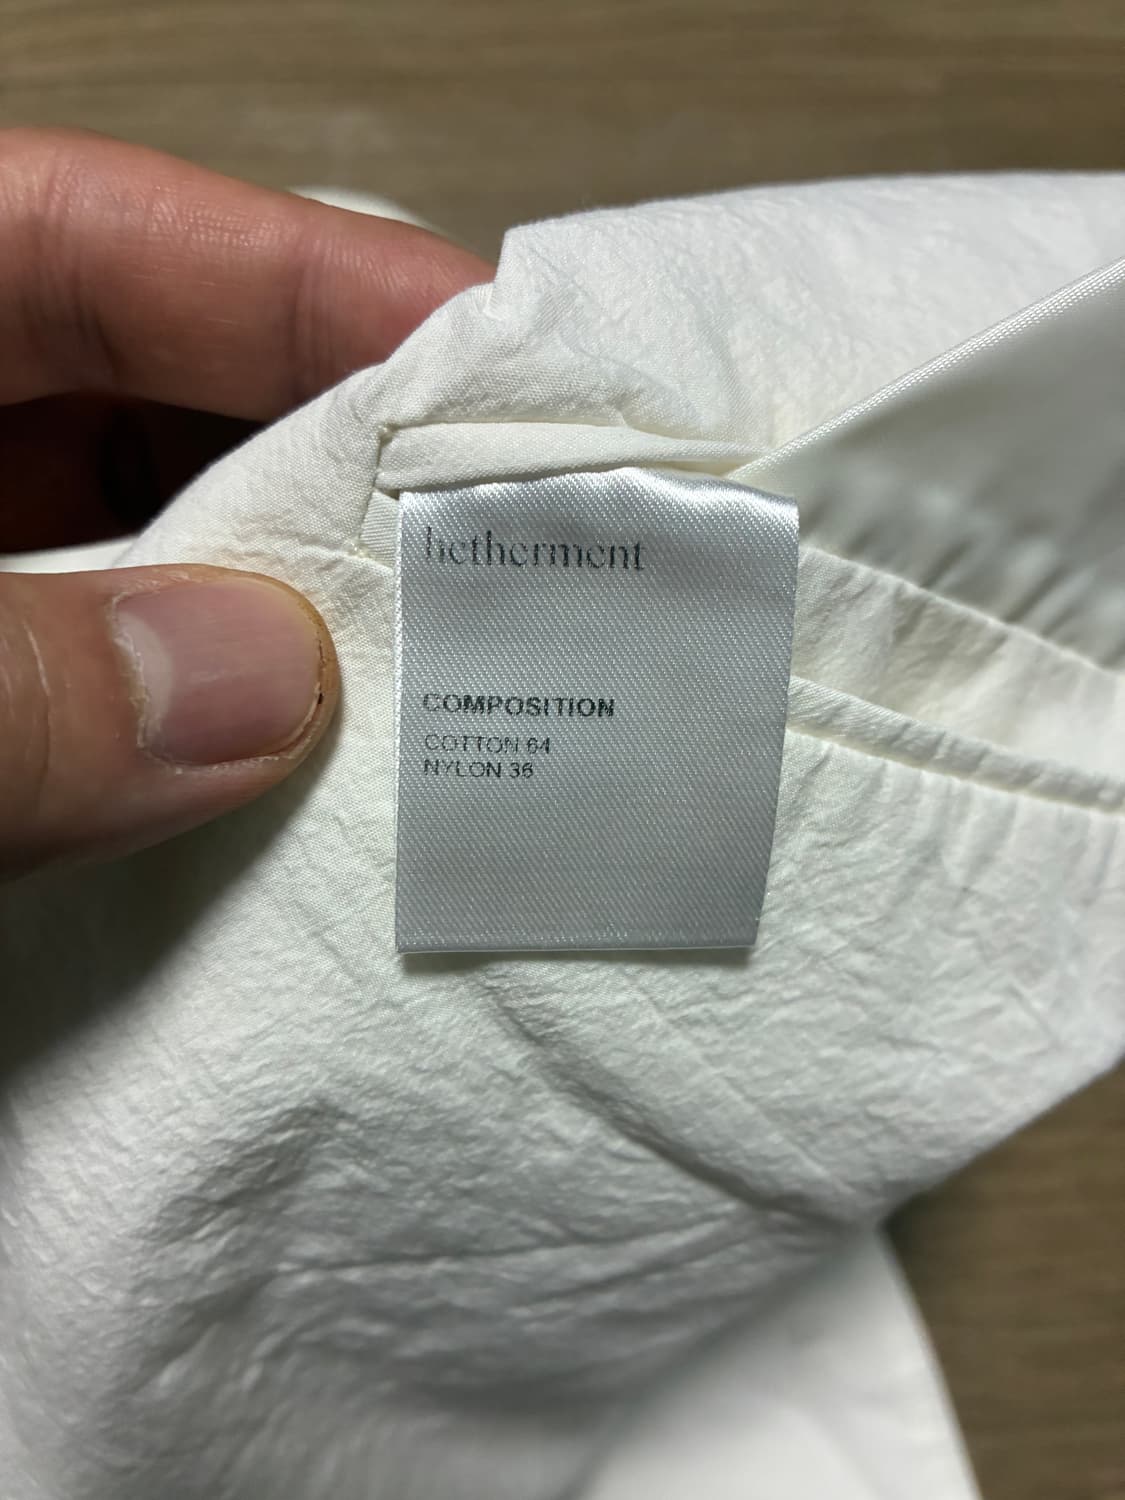 hetherment
COMPOSITION
COTTON 64
NYLON 36